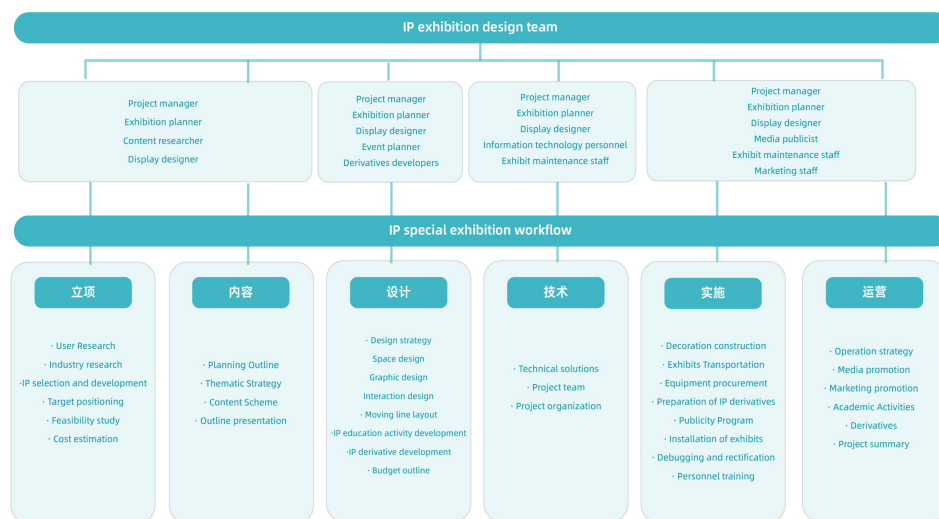 IP exhibition design team
Project manager
Exhibition planner
Content researcher
Display designer
Project manager
Exhibition planner
Display designer
Event planner
Derivatives developers
Project manager
Exhibition planner
Display designer
Information technology personnel
Exhibit maintenance staff
Project manager
Exhibition planner
Display designer
Media publicist
Exhibit maintenance staff
Marketing staff
IP special exhibition workflow
立项
· User Research
· Industry research
·IP selection and development
· Target positioning
· Feasibility study
· Cost estimation
内容
· Planning Outline
· Thematic Strategy
· Content Scheme
· Outline presentation
设计
· Design strategy
Space design
Graphic design
Interaction design
· Moving line layout
·IP education activity development
·IP derivative development
· Budget outline
技术
· Technical solutions
· Project team
· Project organization
实施
· Decoration construction
· Exhibits Transportation
· Equipment procurement
· Preparation of IP derivatives
· Publicity Program
· Installation of exhibits
· Debugging and rectification
· Personnel training
运营
· Operation strategy
· Media promotion
· Marketing promotion
· Academic Activities
· Derivatives
· Project summary